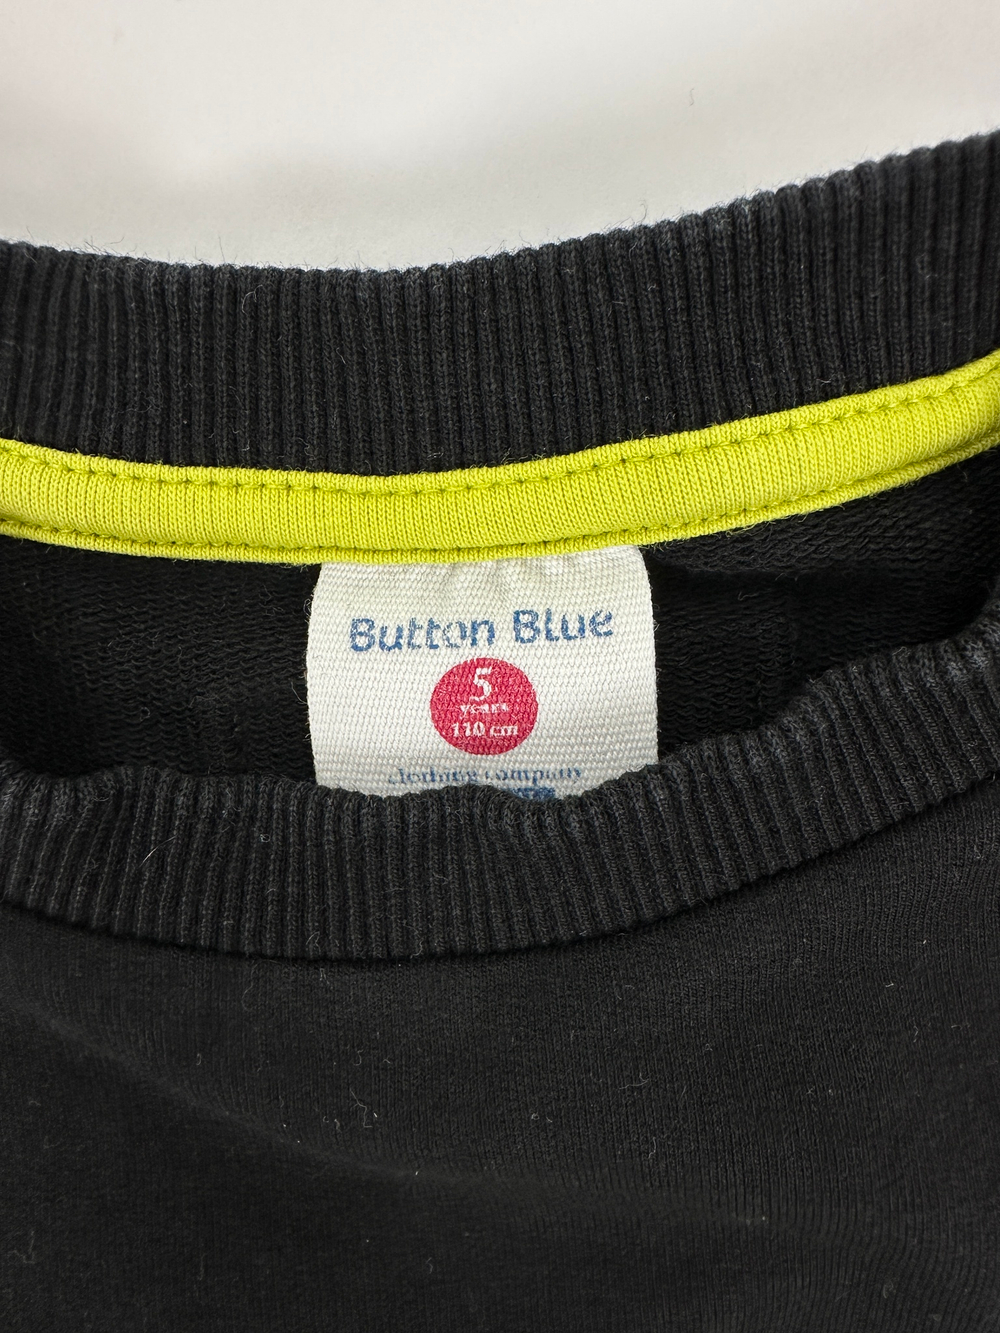 Button Blue
5
years
110 cm
clothing company